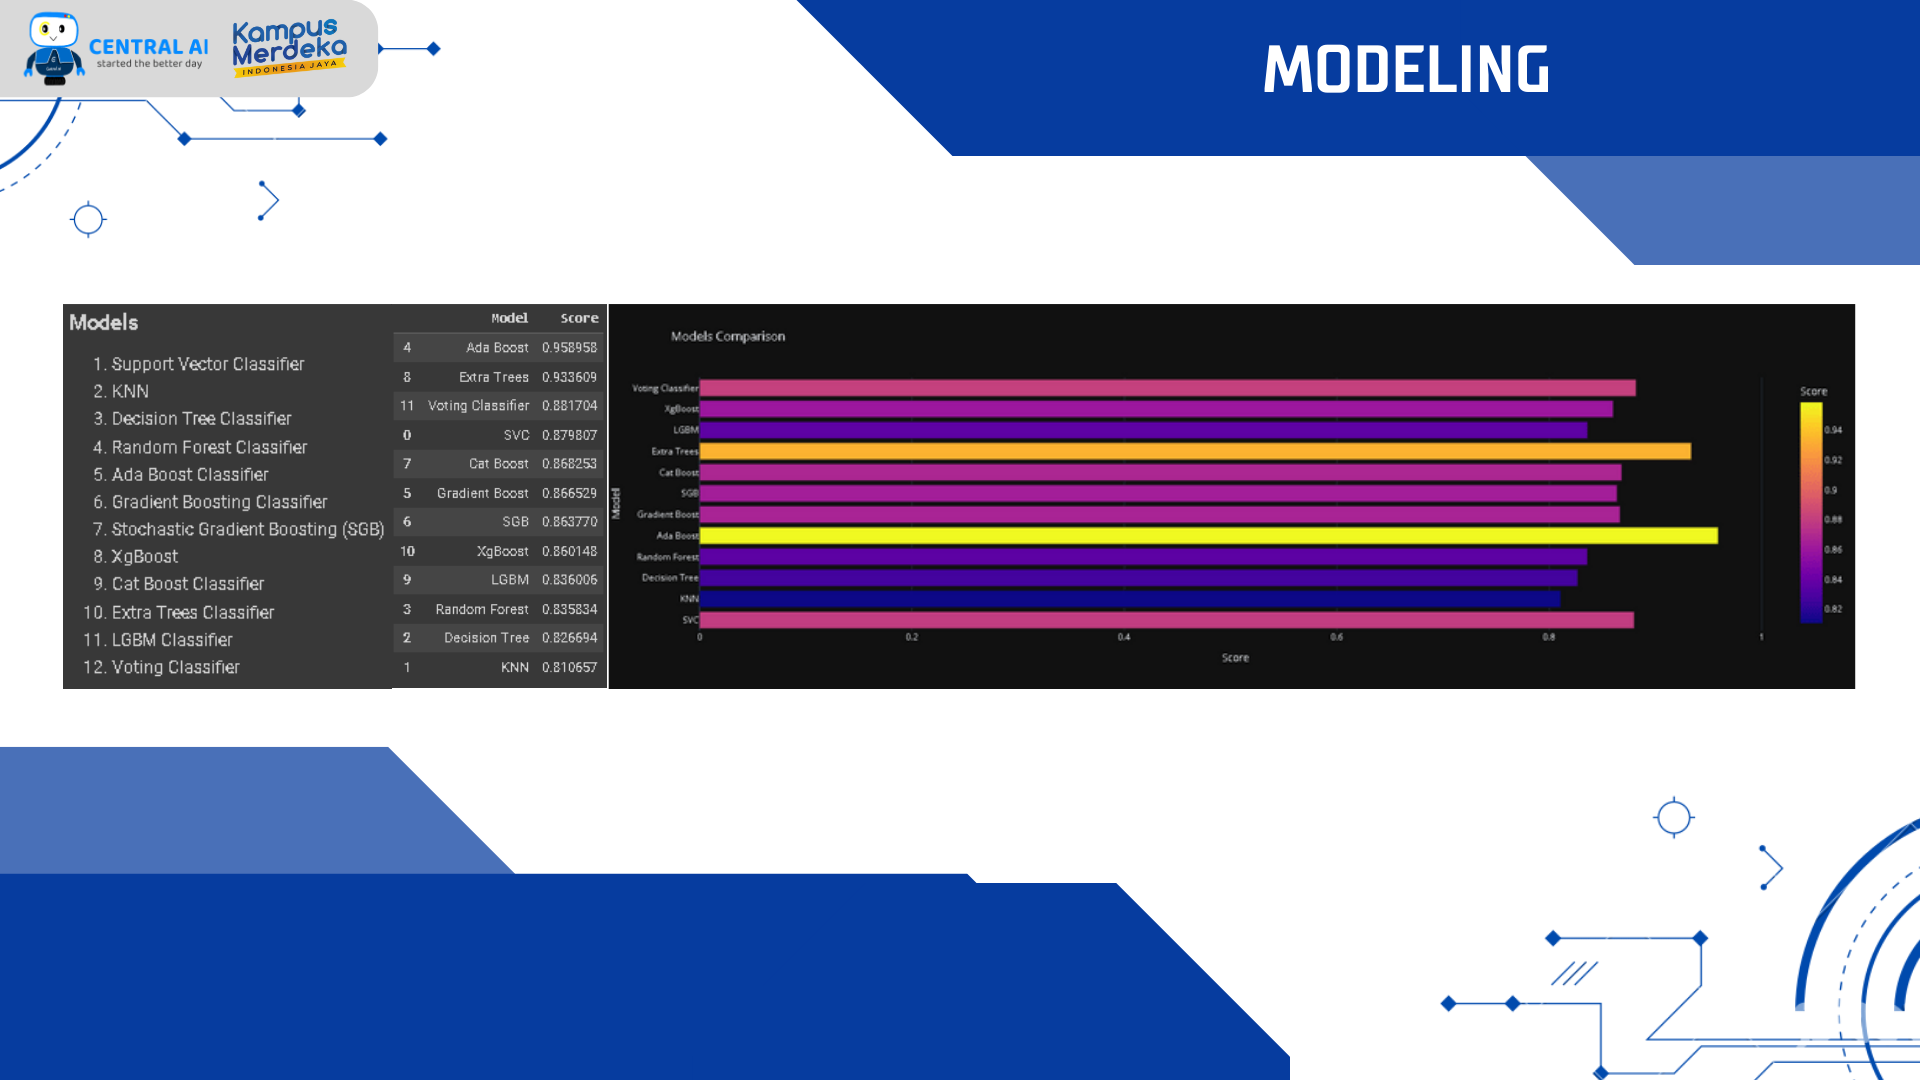 CENTRAL AI
started the better day
Kampus
Merdeka
INDONESIA JAYA
MODELING
Models
1. Support Vector Classifier
2. KNN
3. Decision Tree Classifier
4. Random Forest Classifier
5. Ada Boost Classifier
6. Gradient Boosting Classifier
7. Stochastic Gradient Boosting (SGB)
8. XgBoost
9. Cat Boost Classifier
10. Extra Trees Classifier
11. LGBM Classifier
12. Voting Classifier
Model Score
4 Ada Boost 0.958958
8 Extra Trees 0.933609
11 Voting Classifier 0.881704
0 SVC 0.879807
7 Cat Boost 0.868253
5 Gradient Boost 0.866529
6 SGB 0.863770
10 XgBoost 0.860148
9 LGBM 0.836006
3 Random Forest 0.835834
2 Decision Tree 0.826694
1 KNN 0.810657
Models Comparison
Model
Voting Classifier
XgBoost
LGBM
Extra Trees
Cat Boost
SGB
Gradient Boost
Ada Boost
Random Forest
Decision Tree
KNN
SVC
0 0.2 0.4 0.6 0.8 1
Score
Score
0.94
0.92
0.9
0.88
0.86
0.84
0.82